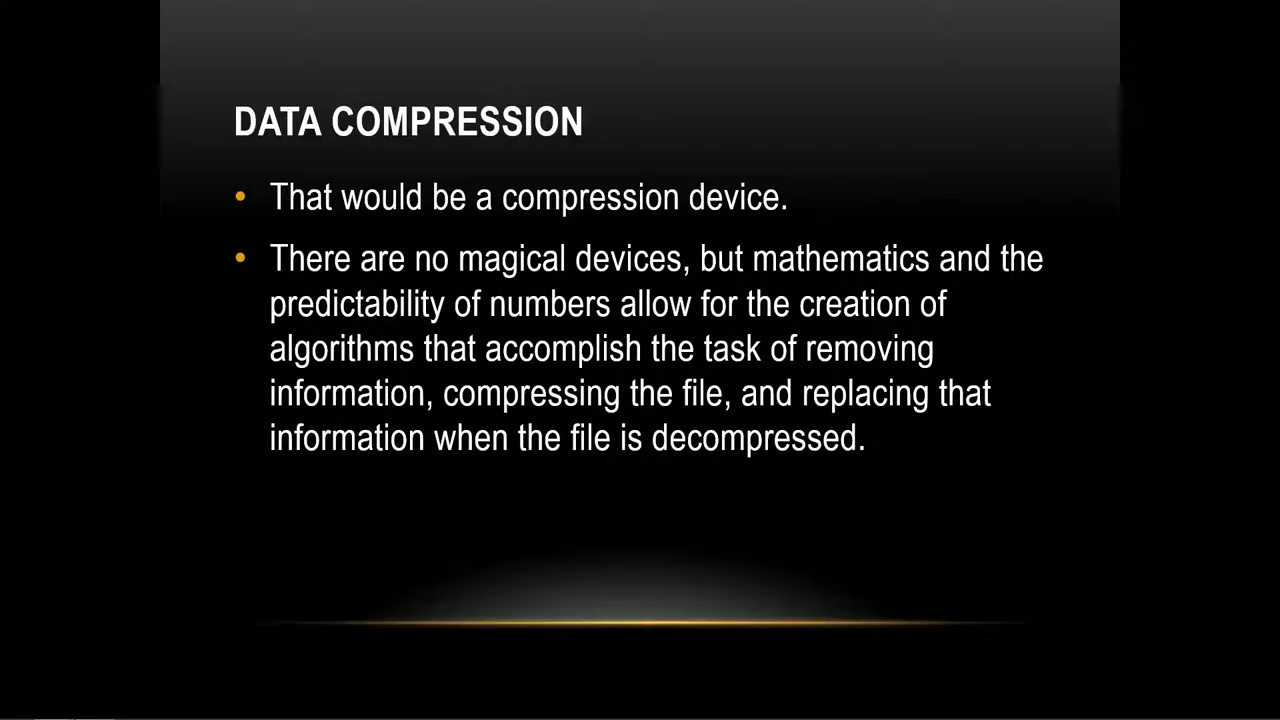 DATA COMPRESSION
• That would be a compression device.
• There are no magical devices, but mathematics and the
predictability of numbers allow for the creation of
algorithms that accomplish the task of removing
information, compressing the file, and replacing that
information when the file is decompressed.